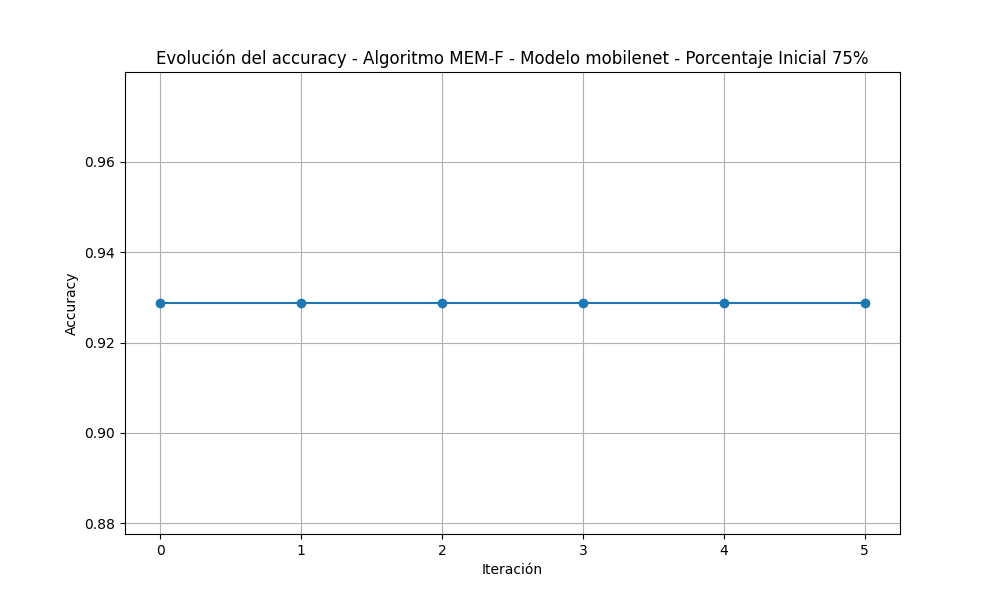 Evolución del accuracy - Algoritmo MEM-F - Modelo mobilenet - Porcentaje Inicial 75%
0.96
0.94
0.92
0.90
0.88
Accuracy
0 1 2 3 4 5
Iteración